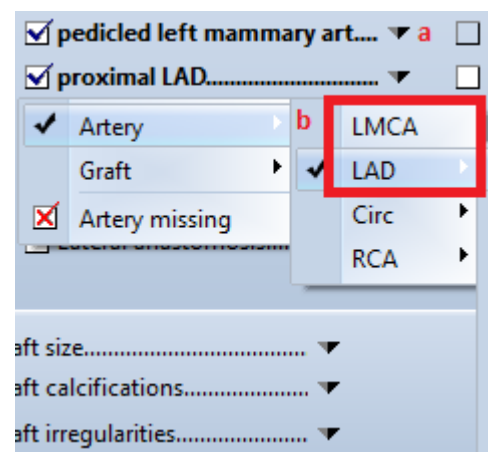 pedicled left mammary art.... a
proximal LAD..............................
Artery
b LMCA
Graft
LAD
Artery missing
Circ
RCA
aft size......................................
aft calcifications.....................
aft irregularities......................